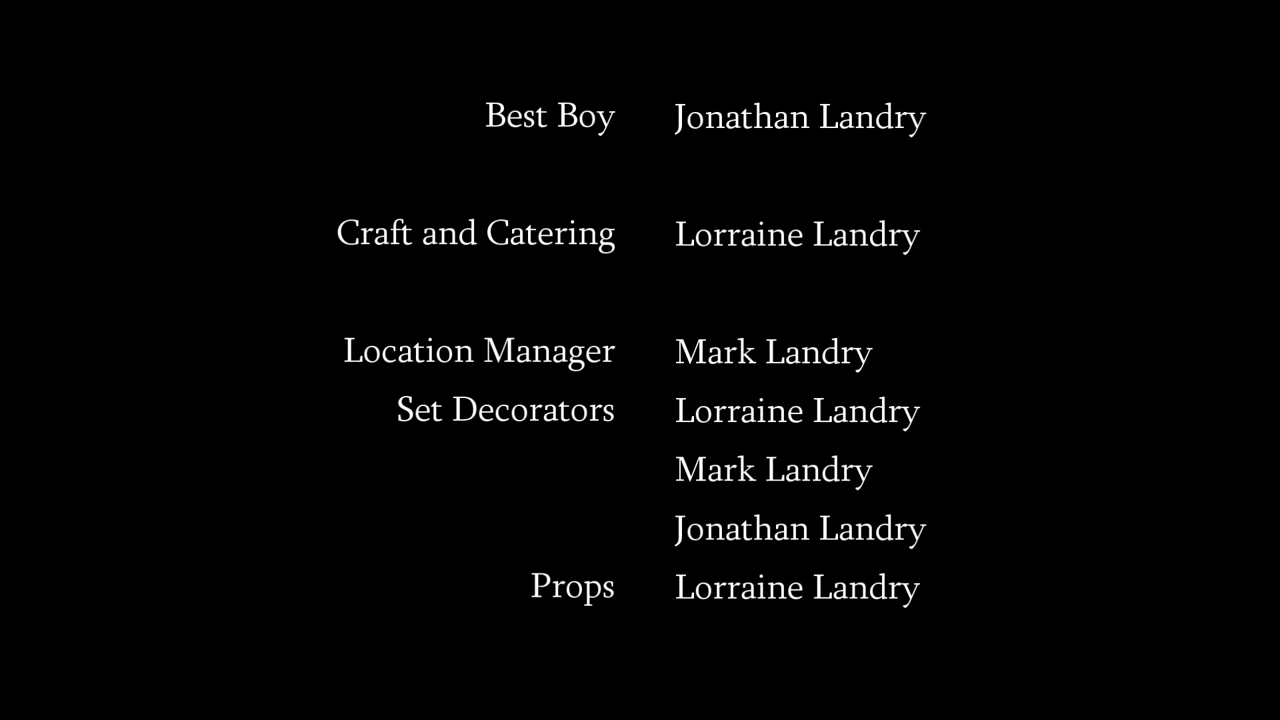 Best Boy Jonathan Landry
Craft and Catering Lorraine Landry
Location Manager Mark Landry
Set Decorators Lorraine Landry
Mark Landry
Jonathan Landry
Props Lorraine Landry